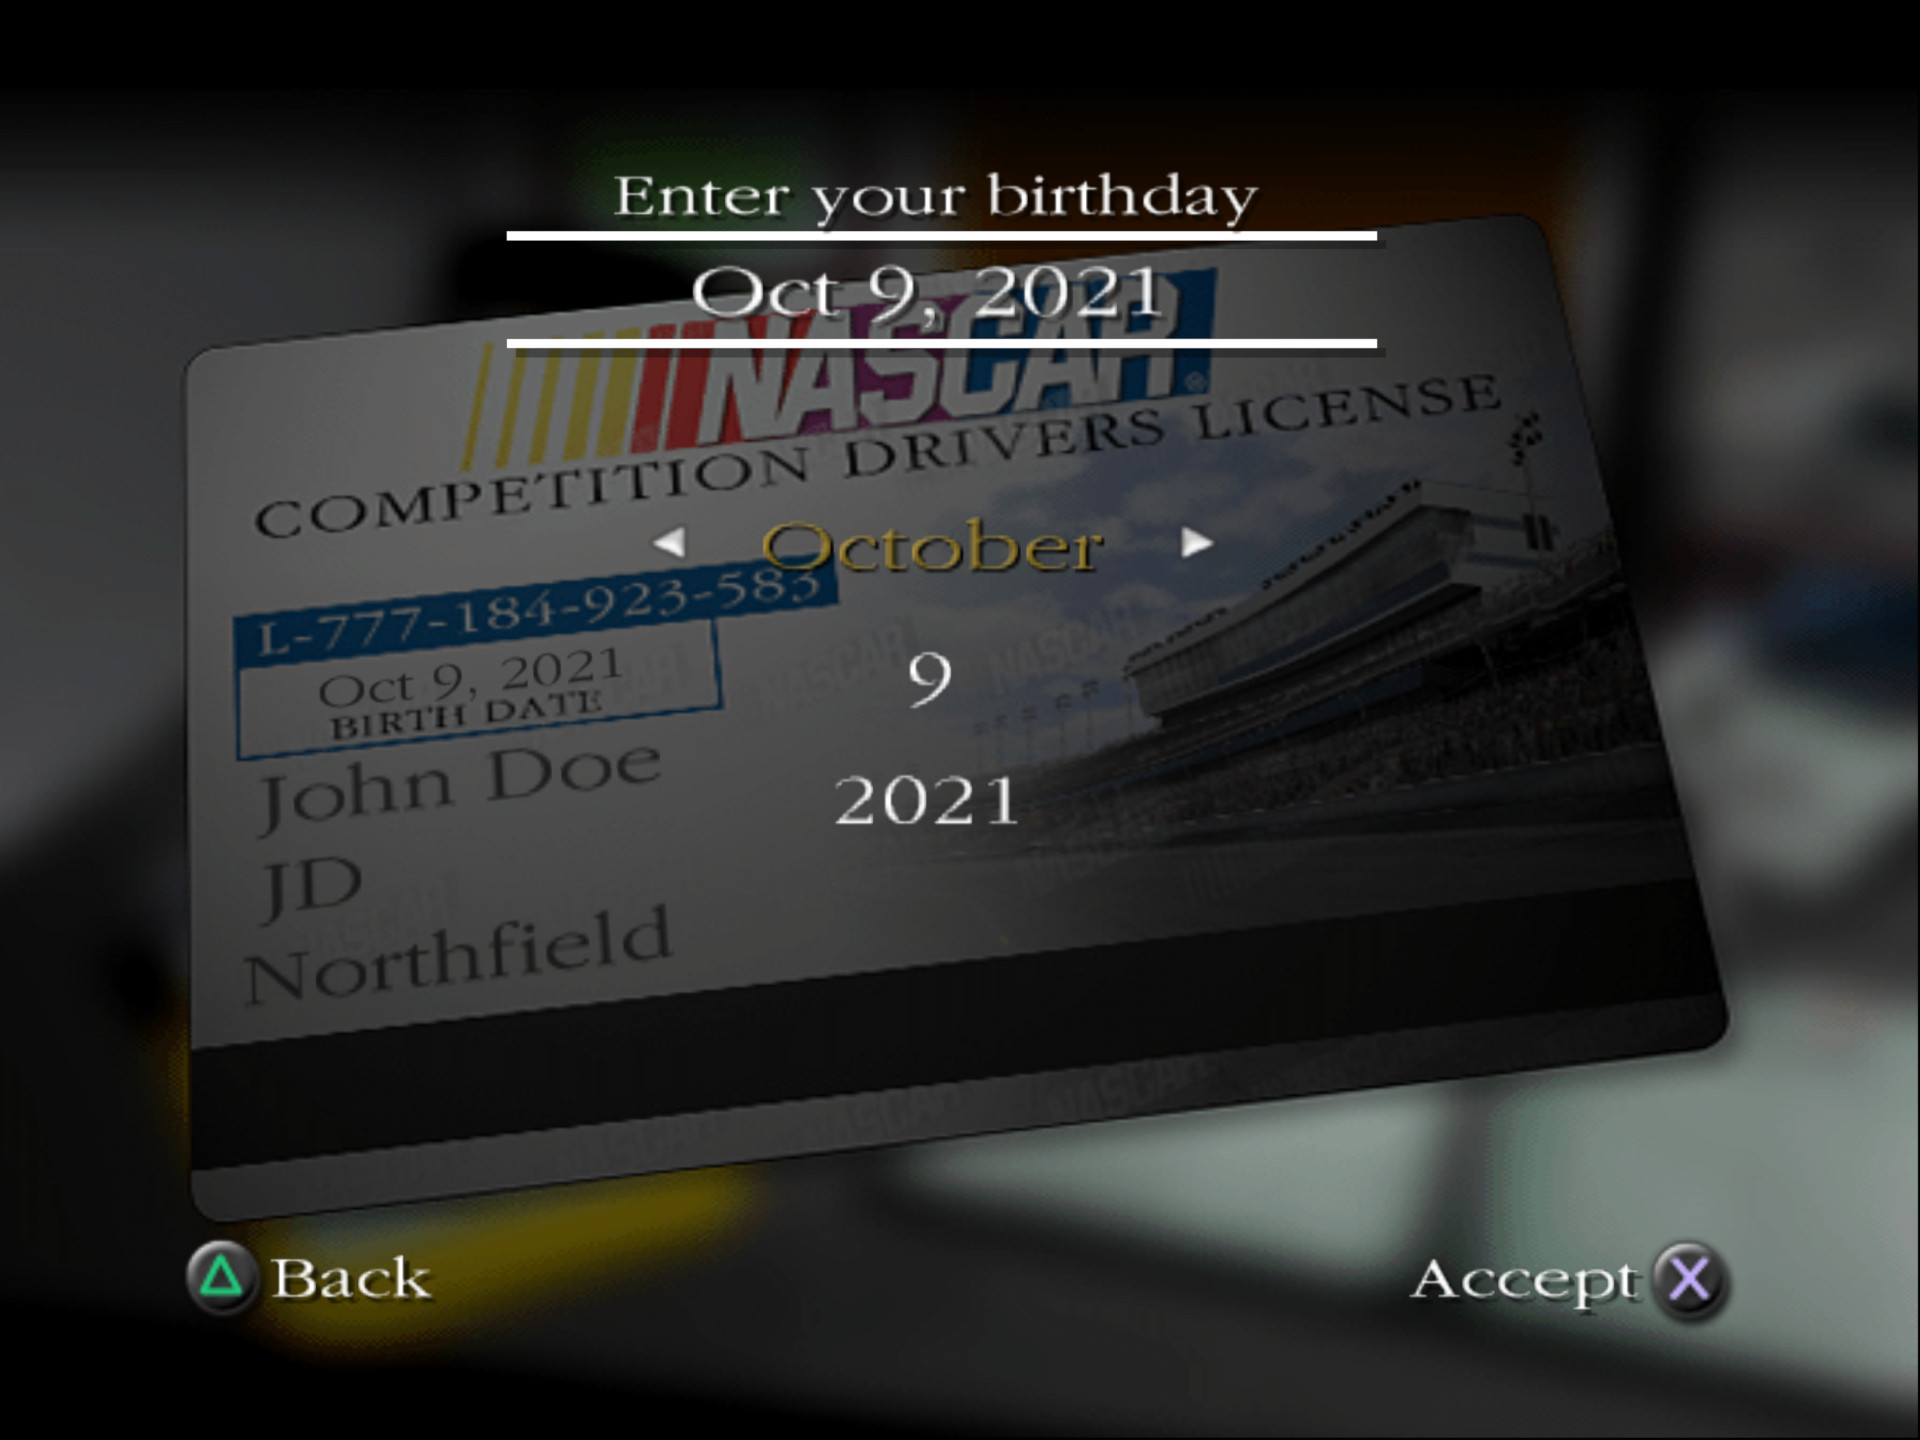 Enter your birthday
Oct 9, 2021
NASCAR®
COMPETITION DRIVERS LICENSE
October
L-777-184-923-583
Oct 9, 2021
BIRTH DATE
9
2021
John Doe
JD
Northfield
Back
Accept X